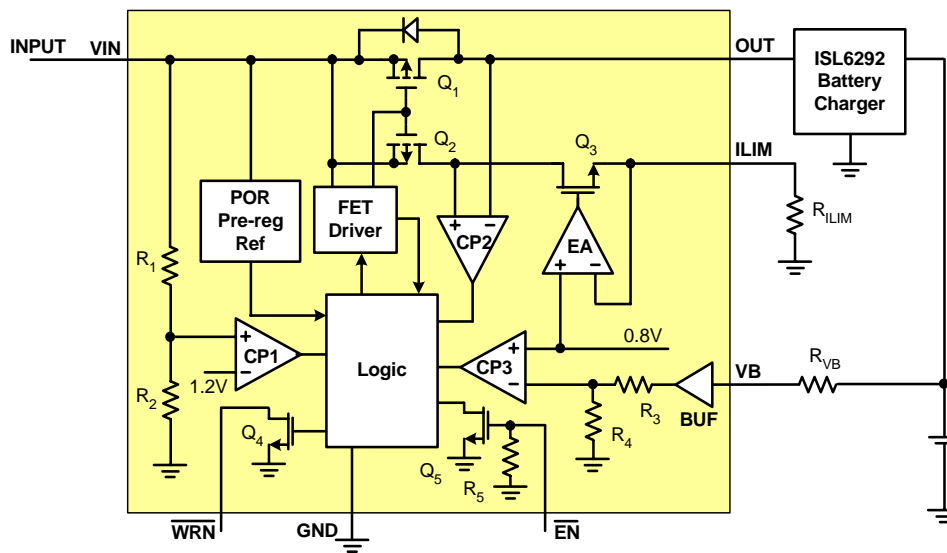 INPUT
VIN
OUT
ISL6292
Battery
Charger
Q1
Q2
Q3
ILIM
RILIM
POR
Pre-reg
Ref
FET
Driver
+
−
CP2
EA
+
−
R1
+
−
CP1
1.2V
Logic
+
−
CP3
0.8V
VB
RVB
BUF
R3
R4
R2
Q4
Q5
R5
WRN
GND
EN